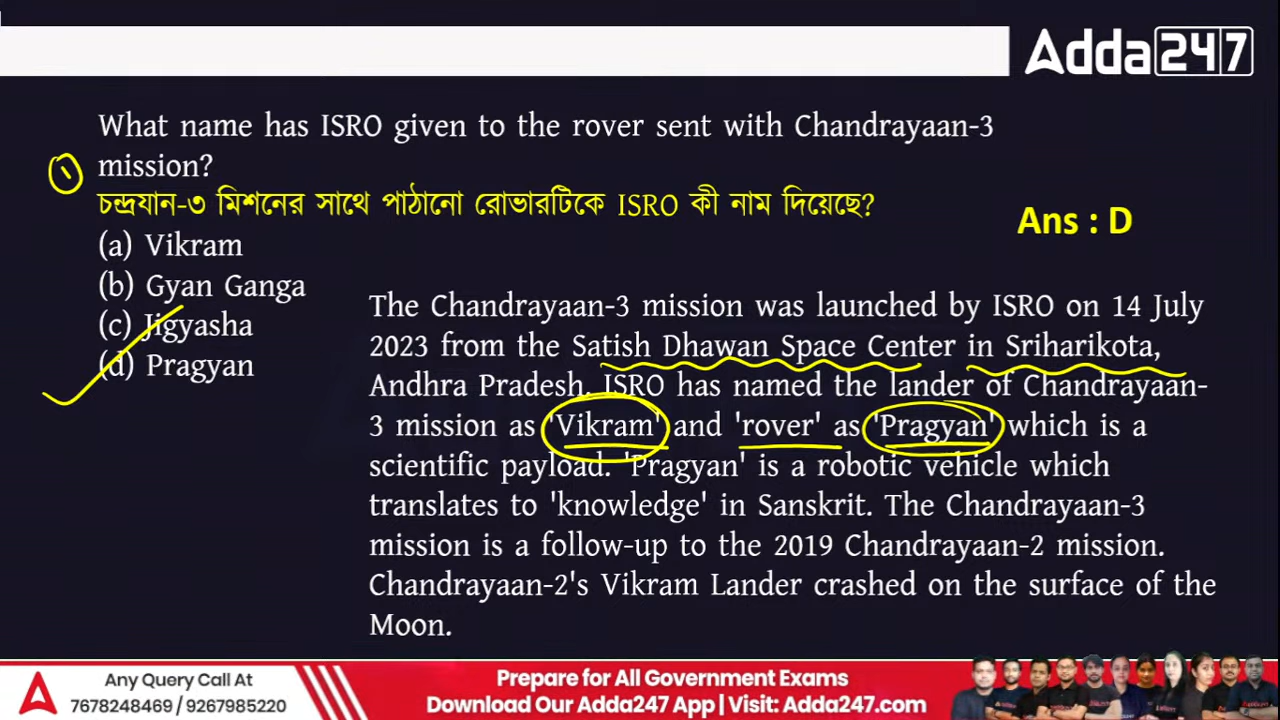 Adda247
What name has ISRO given to the rover sent with Chandrayaan-3
mission?
১
চন্দ্রযান-৩ মিশনের সাথে পাঠানো রোভারটিকে ISRO কী নাম দিয়েছে?
Ans : D
(a) Vikram
(b) Gyan Ganga
(c) Jigyasha
(d) Pragyan
The Chandrayaan-3 mission was launched by ISRO on 14 July
2023 from the Satish Dhawan Space Center in Sriharikota,
Andhra Pradesh. ISRO has named the lander of Chandrayaan-
3 mission as 'Vikram' and 'rover' as 'Pragyan' which is a
scientific payload. 'Pragyan' is a robotic vehicle which
translates to 'knowledge' in Sanskrit. The Chandrayaan-3
mission is a follow-up to the 2019 Chandrayaan-2 mission.
Chandrayaan-2's Vikram Lander crashed on the surface of the
Moon.
Any Query Call At
7678248469 / 9267985220
Prepare for All Government Exams
Download Our Adda247 App | Visit: Adda247.com